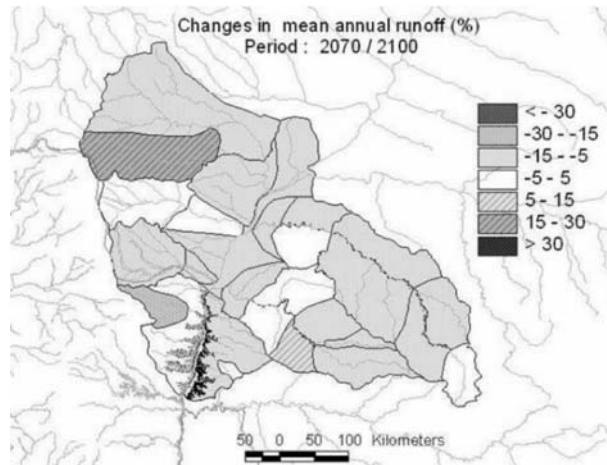 Changes in mean annual runoff (%)
Period : 2070 / 2100
< - 30
-30 - -15
-15 - -5
-5 - 5
5 - 15
15 - 30
> 30
50 0 50 100 Kilometers